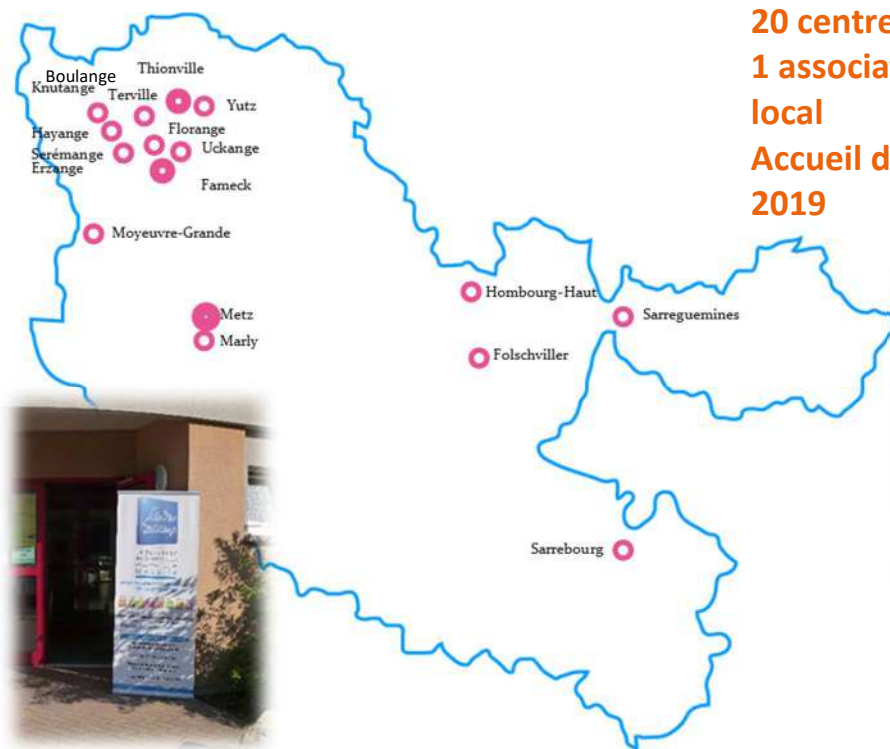 20 centre
1 associat
local
Accueil d
2019
Boulange
Thionville
Knutange
Terville
Yutz
Hayange
Florange
Serémange
Erzange
Uckange
Fameck
Moyeuvre-Grande
Hombourg-Haut
Metz
Sarreguemines
Marly
Folschviller
Sarrebourg